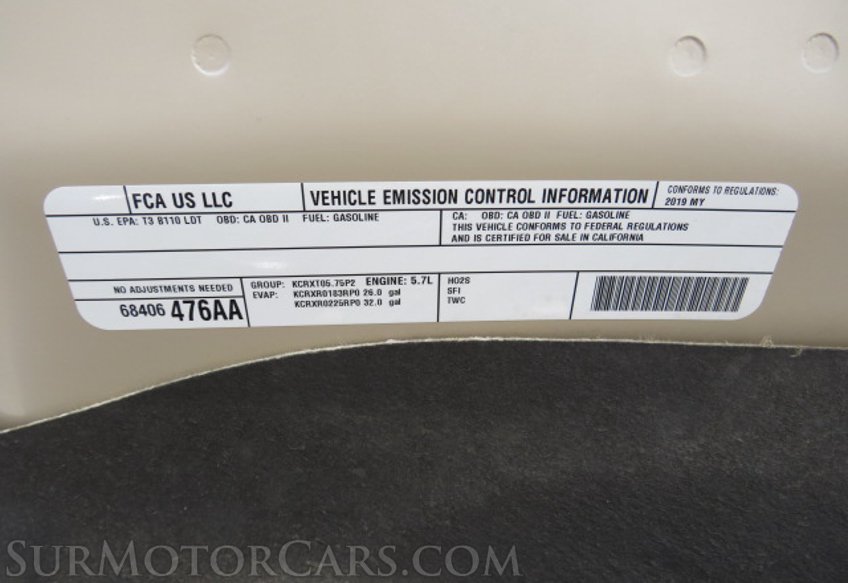 FCA US LLC
VEHICLE EMISSION CONTROL INFORMATION
CONFORMS TO REGULATIONS:
2019 MY
U.S. EPA: T3 B110 LDT OBD: CA OBD II FUEL: GASOLINE
CA: OBD: CA OBD II FUEL: GASOLINE
THIS VEHICLE CONFORMS TO FEDERAL REGULATIONS
AND IS CERTIFIED FOR SALE IN CALIFORNIA
NO ADJUSTMENTS NEEDED
68406 476AA
GROUP: KCRXT05.75P2 ENGINE: 5.7L
EVAP: KCRXR0183RP0 26.0 gal
KCRXR0225RP0 32.0 gal
HO2S
SFI
TWC
SURMOTORCARS.COM